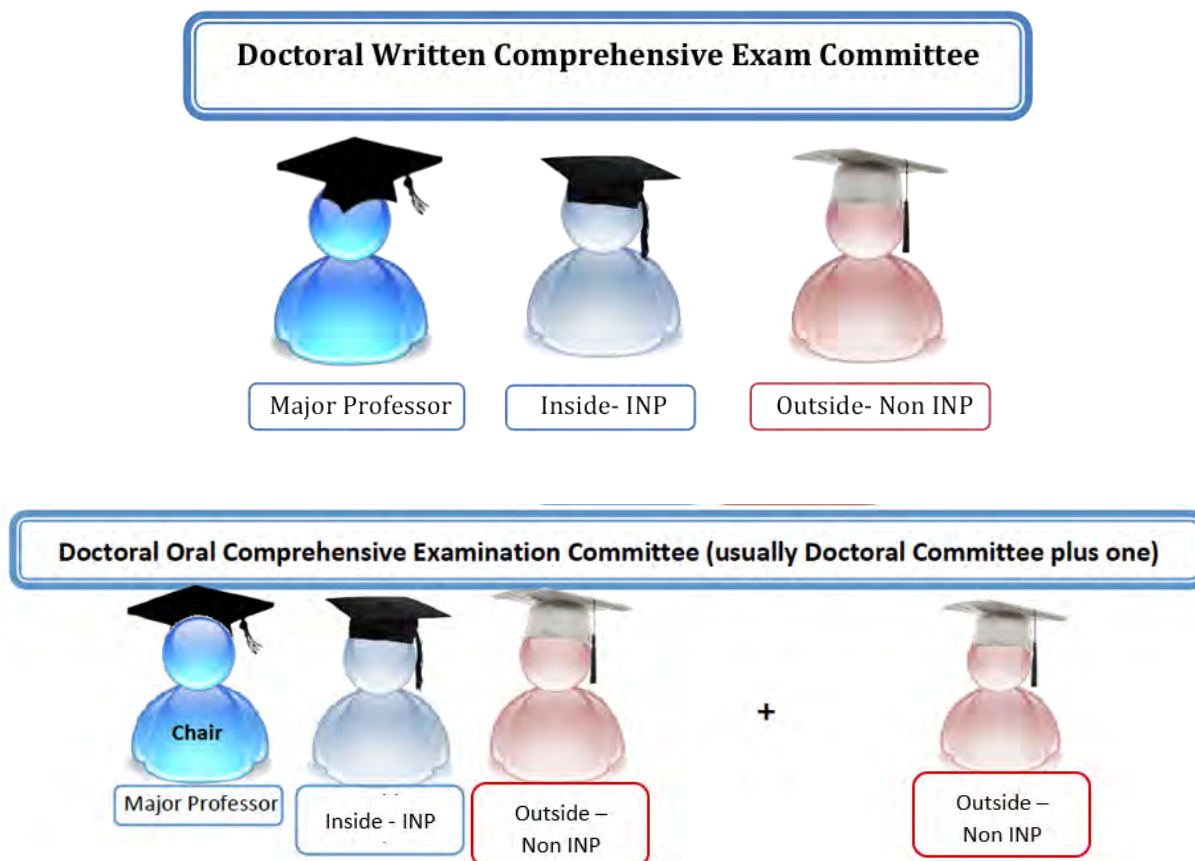 Doctoral Written Comprehensive Exam Committee
Major Professor
Inside- INP
Outside- Non INP
Doctoral Oral Comprehensive Examination Committee (usually Doctoral Committee plus one)
Chair
+
Major Professor
Inside - INP
Outside –
Non INP
Outside –
Non INP